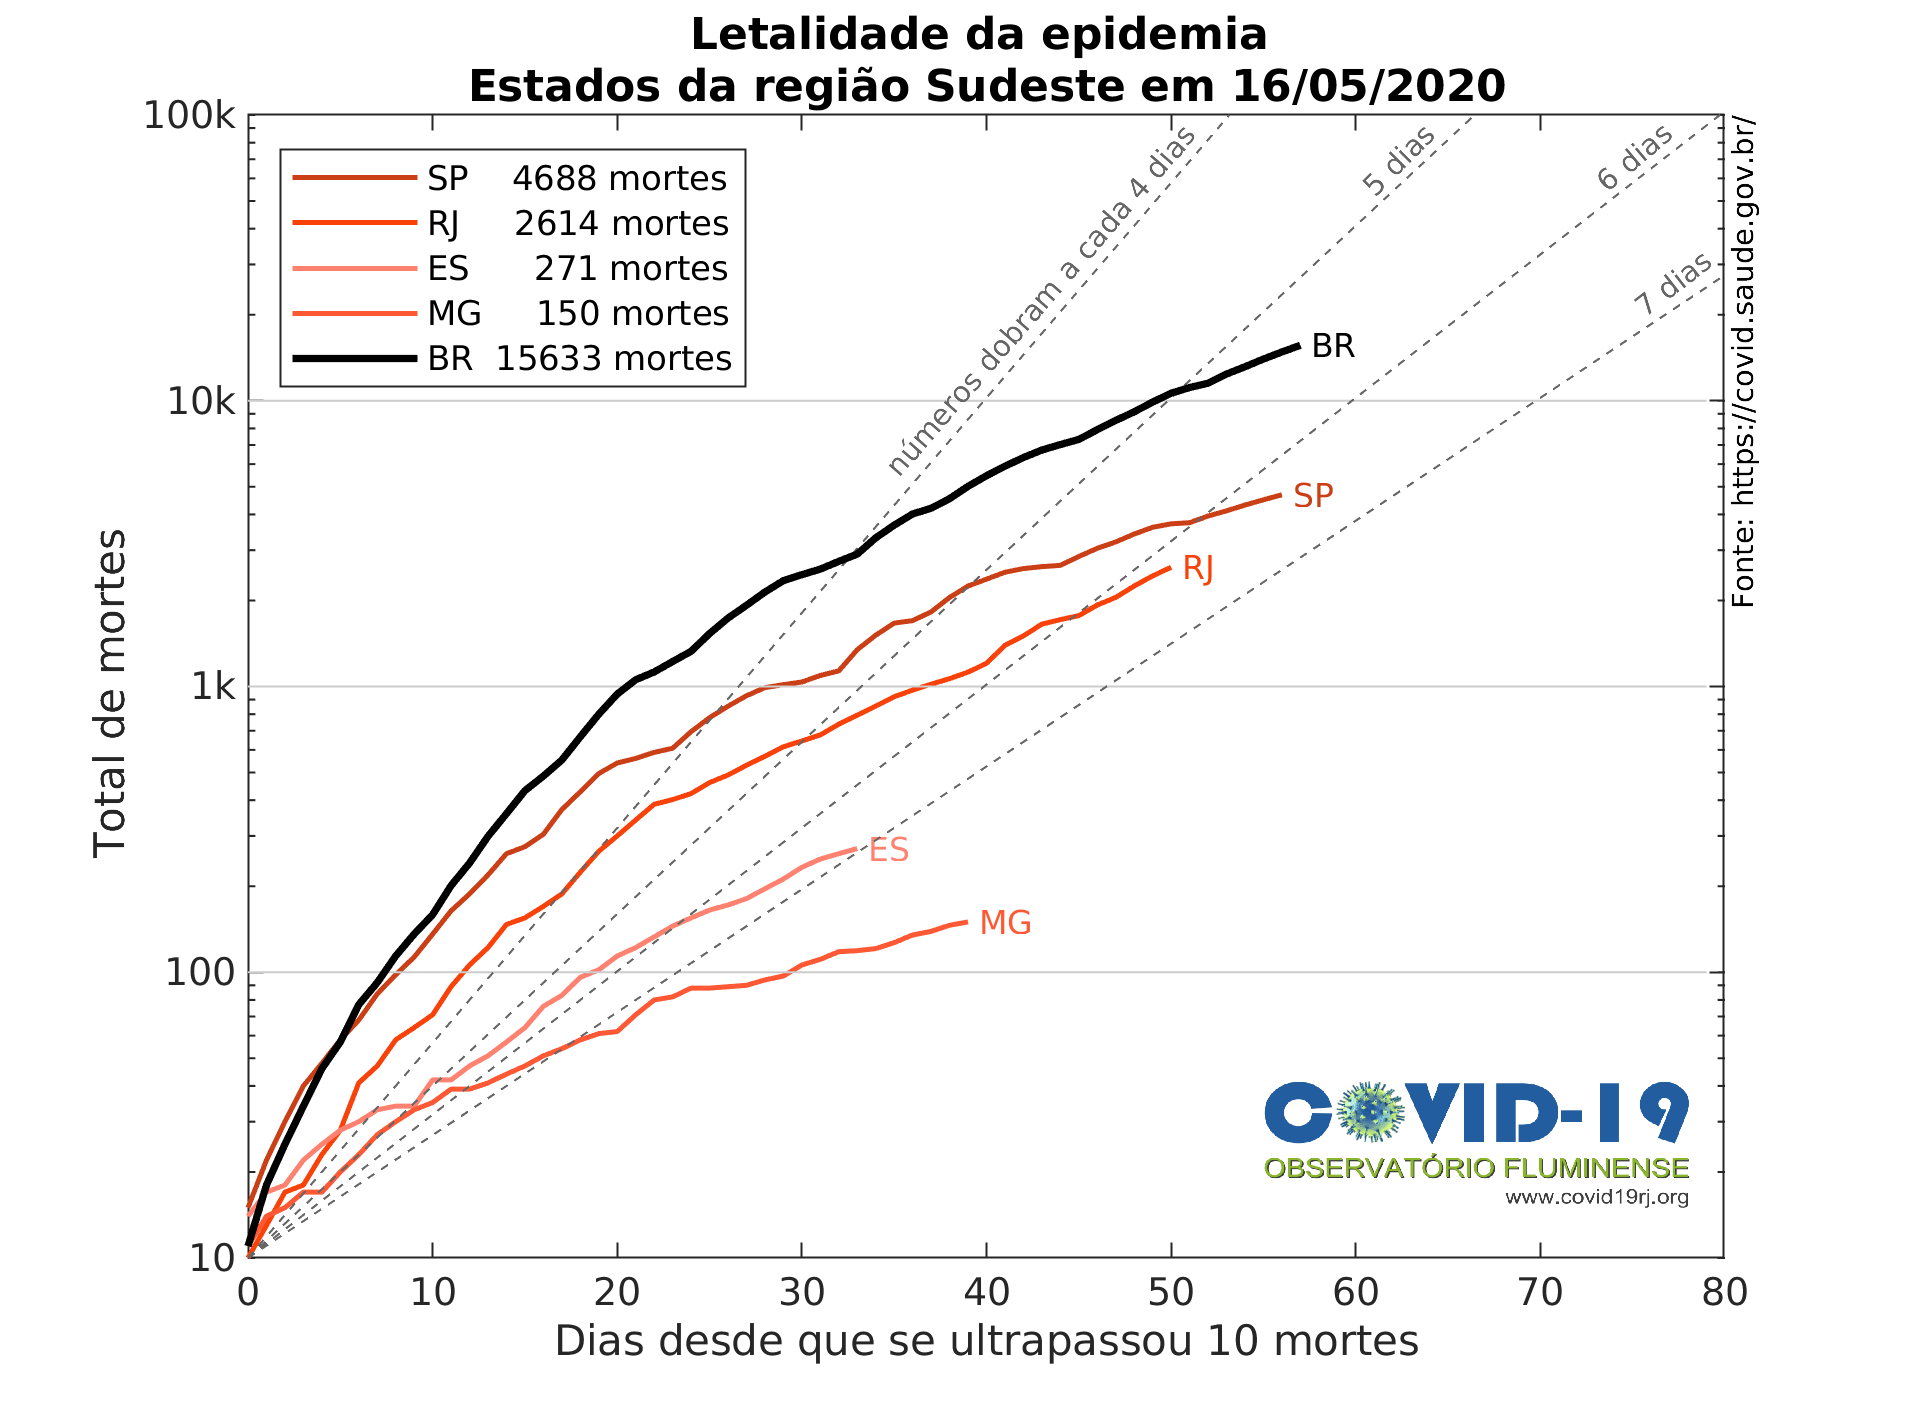 Letalidade da epidemia
Estados da região Sudeste em 16/05/2020
100k
10k
1k
100
10
Total de mortes
SP 4688 mortes
RJ 2614 mortes
ES 271 mortes
MG 150 mortes
BR 15633 mortes
números dobram a cada 4 dias
5 dias
6 dias
7 dias
BR
SP
RJ
ES
MG
Fonte: https://covid.saude.gov.br/
COVID-19
OBSERVATÓRIO FLUMINENSE
www.covid19rj.org
0 10 20 30 40 50 60 70 80
Dias desde que se ultrapassou 10 mortes